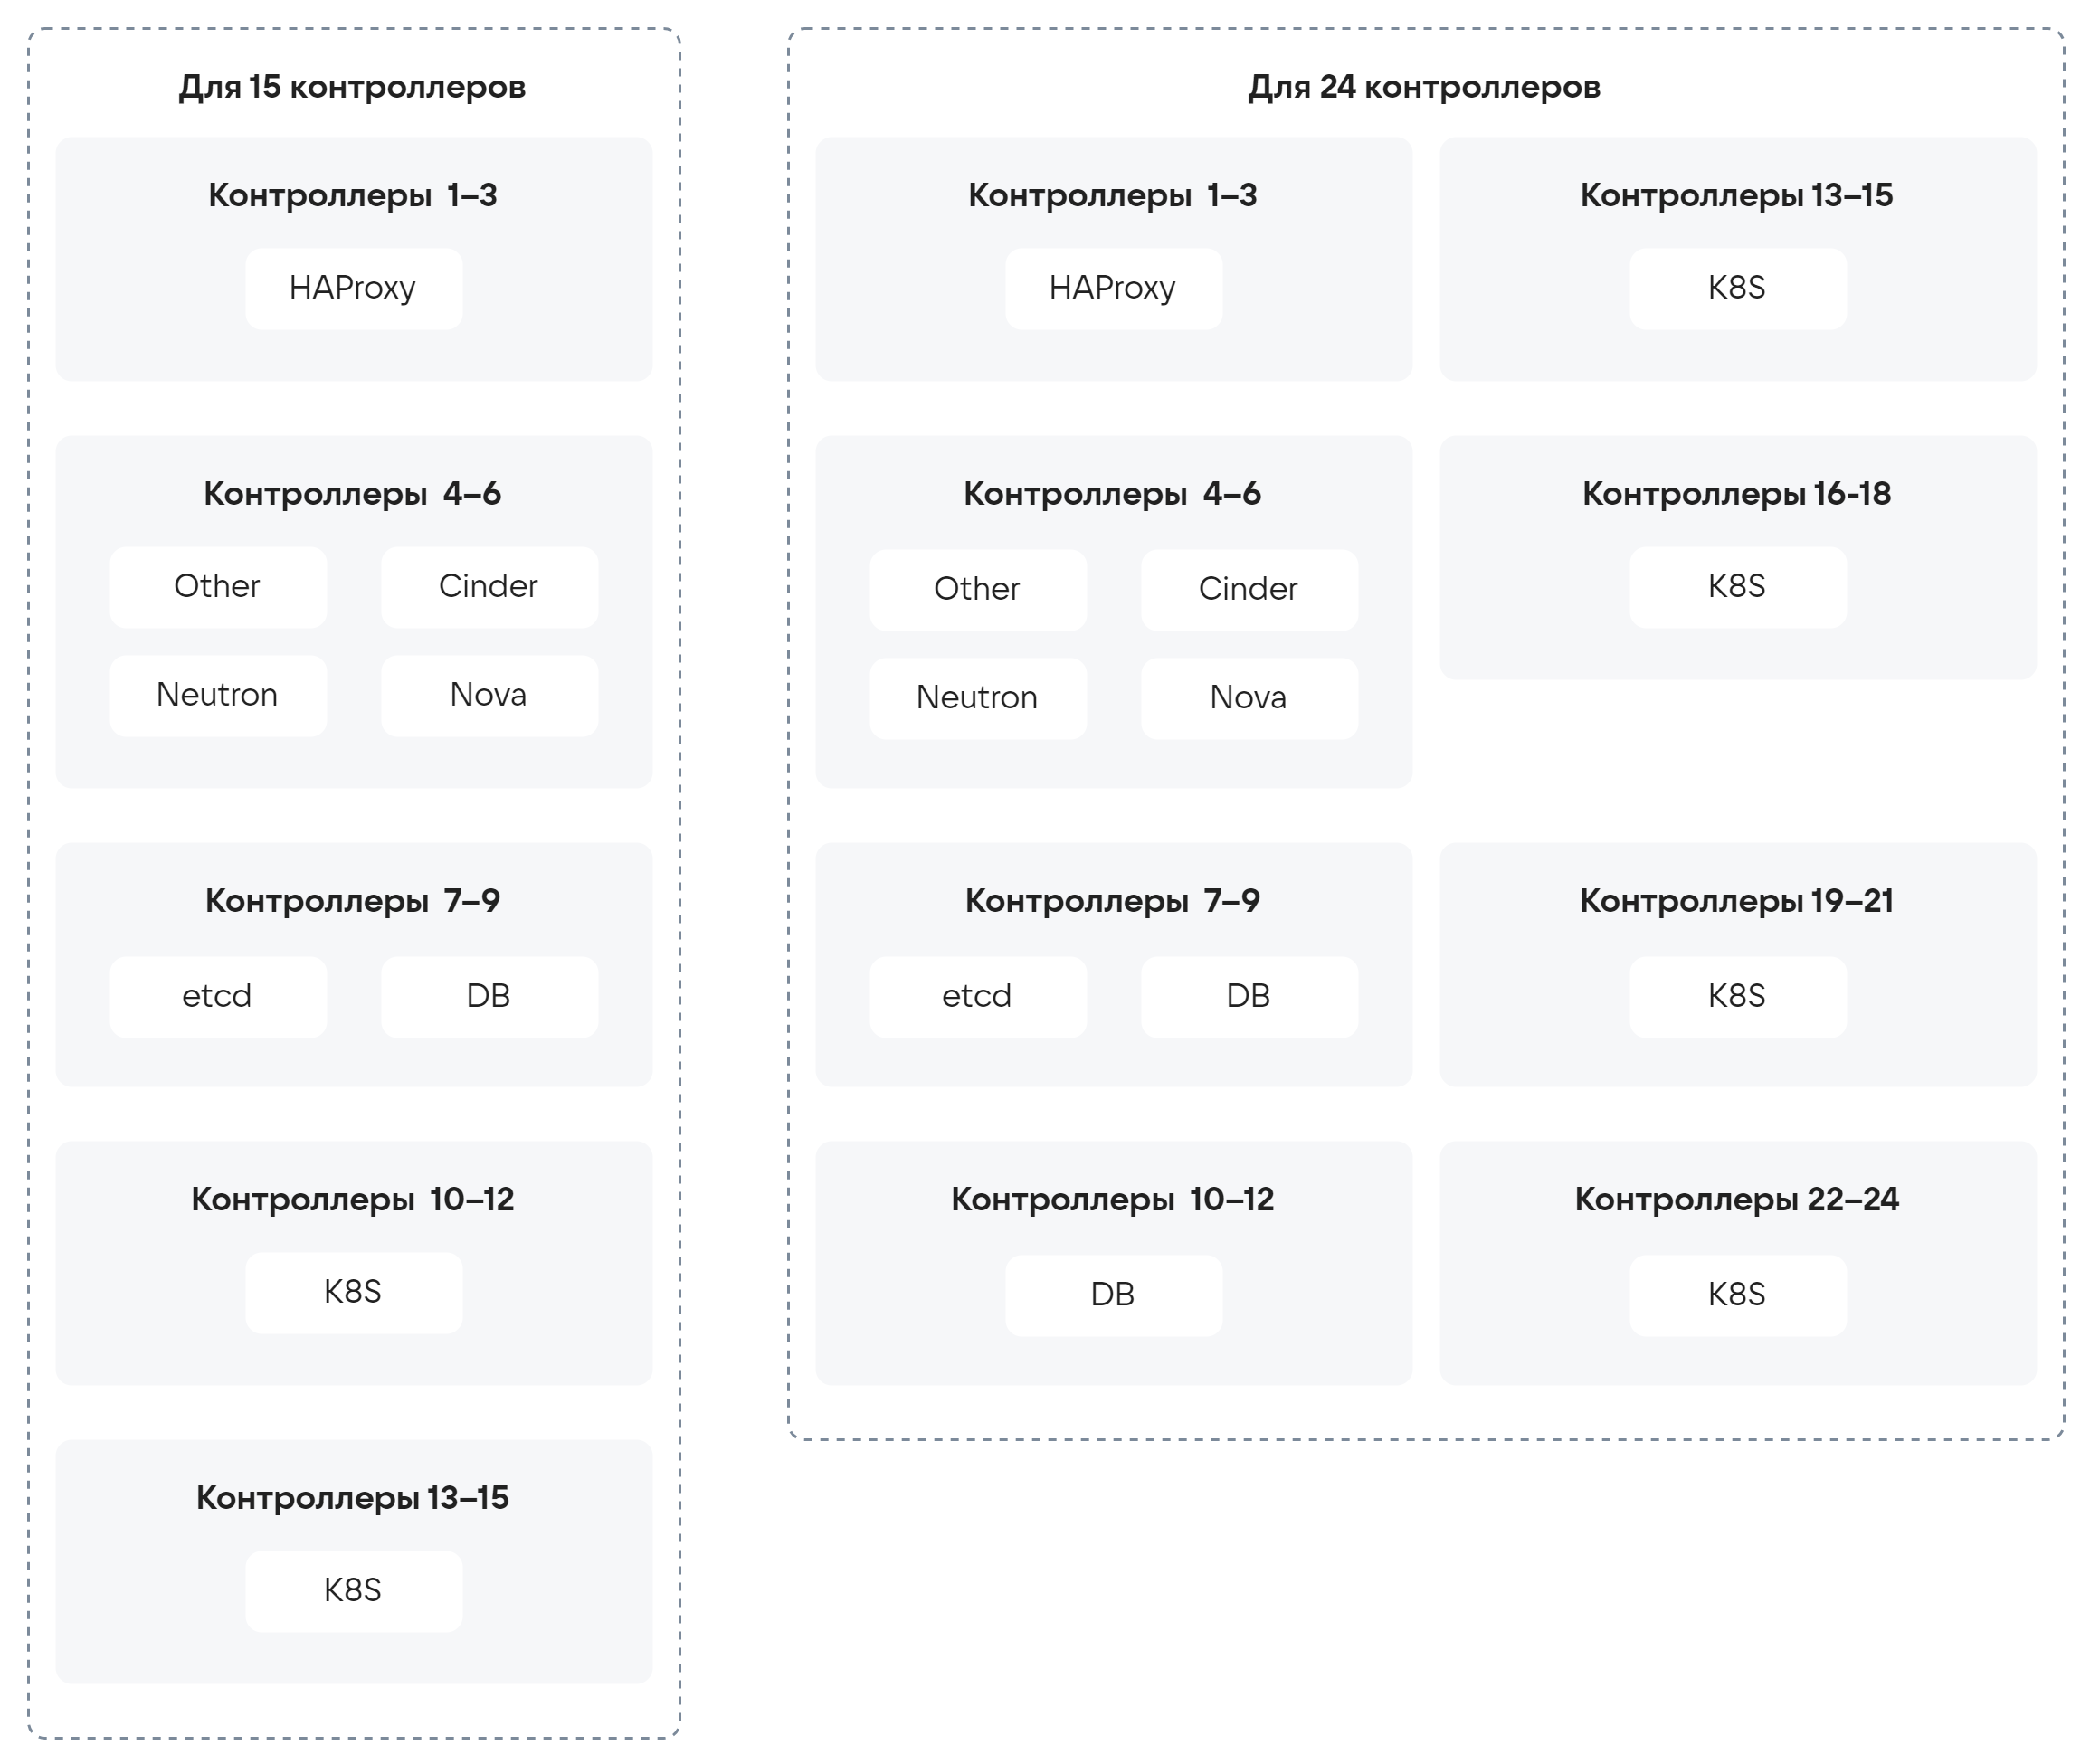 Для 15 контроллеров
Контроллеры 1–3
HAProxy
Контроллеры 4–6
Other
Cinder
Neutron
Nova
Контроллеры 7–9
etcd
DB
Контроллеры 10–12
K8S
Контроллеры 13–15
K8S
Для 24 контроллеров
Контроллеры 1–3
HAProxy
Контроллеры 4–6
Other
Cinder
Neutron
Nova
Контроллеры 7–9
etcd
DB
Контроллеры 10–12
DB
Контроллеры 13–15
K8S
Контроллеры 16-18
K8S
Контроллеры 19–21
K8S
Контроллеры 22–24
K8S